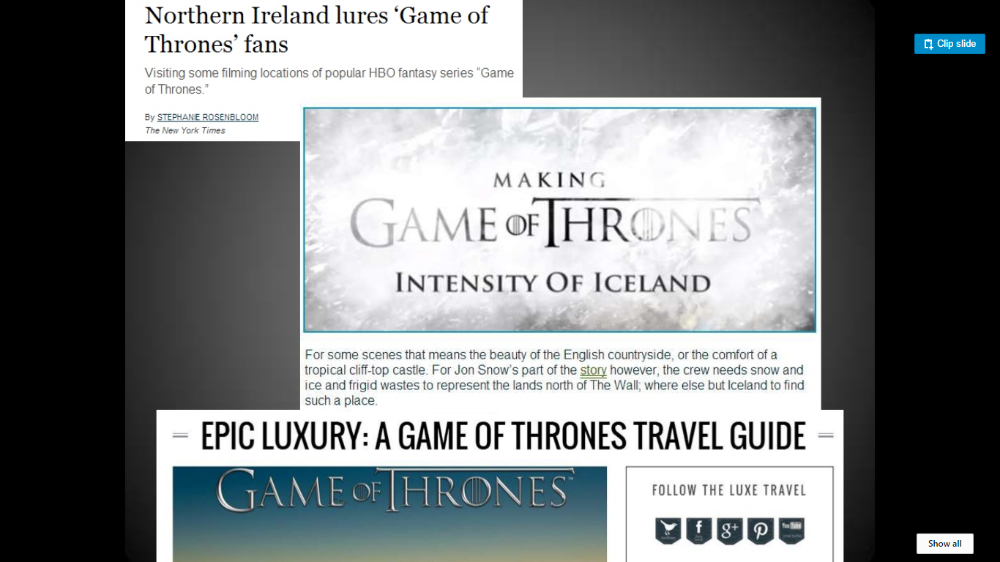 Northern Ireland lures ‘Game of
Thrones’ fans
Visiting some filming locations of popular HBO fantasy series “Game
of Thrones.”
By STEPHANIE ROSENBLOOM
The New York Times
Clip slide
MAKING
GAME OF THRONES
INTENSITY OF ICELAND
For some scenes that means the beauty of the English countryside, or the comfort of a
tropical cliff-top castle. For Jon Snow’s part of the story however, the crew needs snow and
ice and frigid wastes to represent the lands north of The Wall; where else but Iceland to find
such a place.
EPIC LUXURY: A GAME OF THRONES TRAVEL GUIDE
GAME OF THRONES™
FOLLOW THE LUXE TRAVEL
f
g+
You Tube
Show all